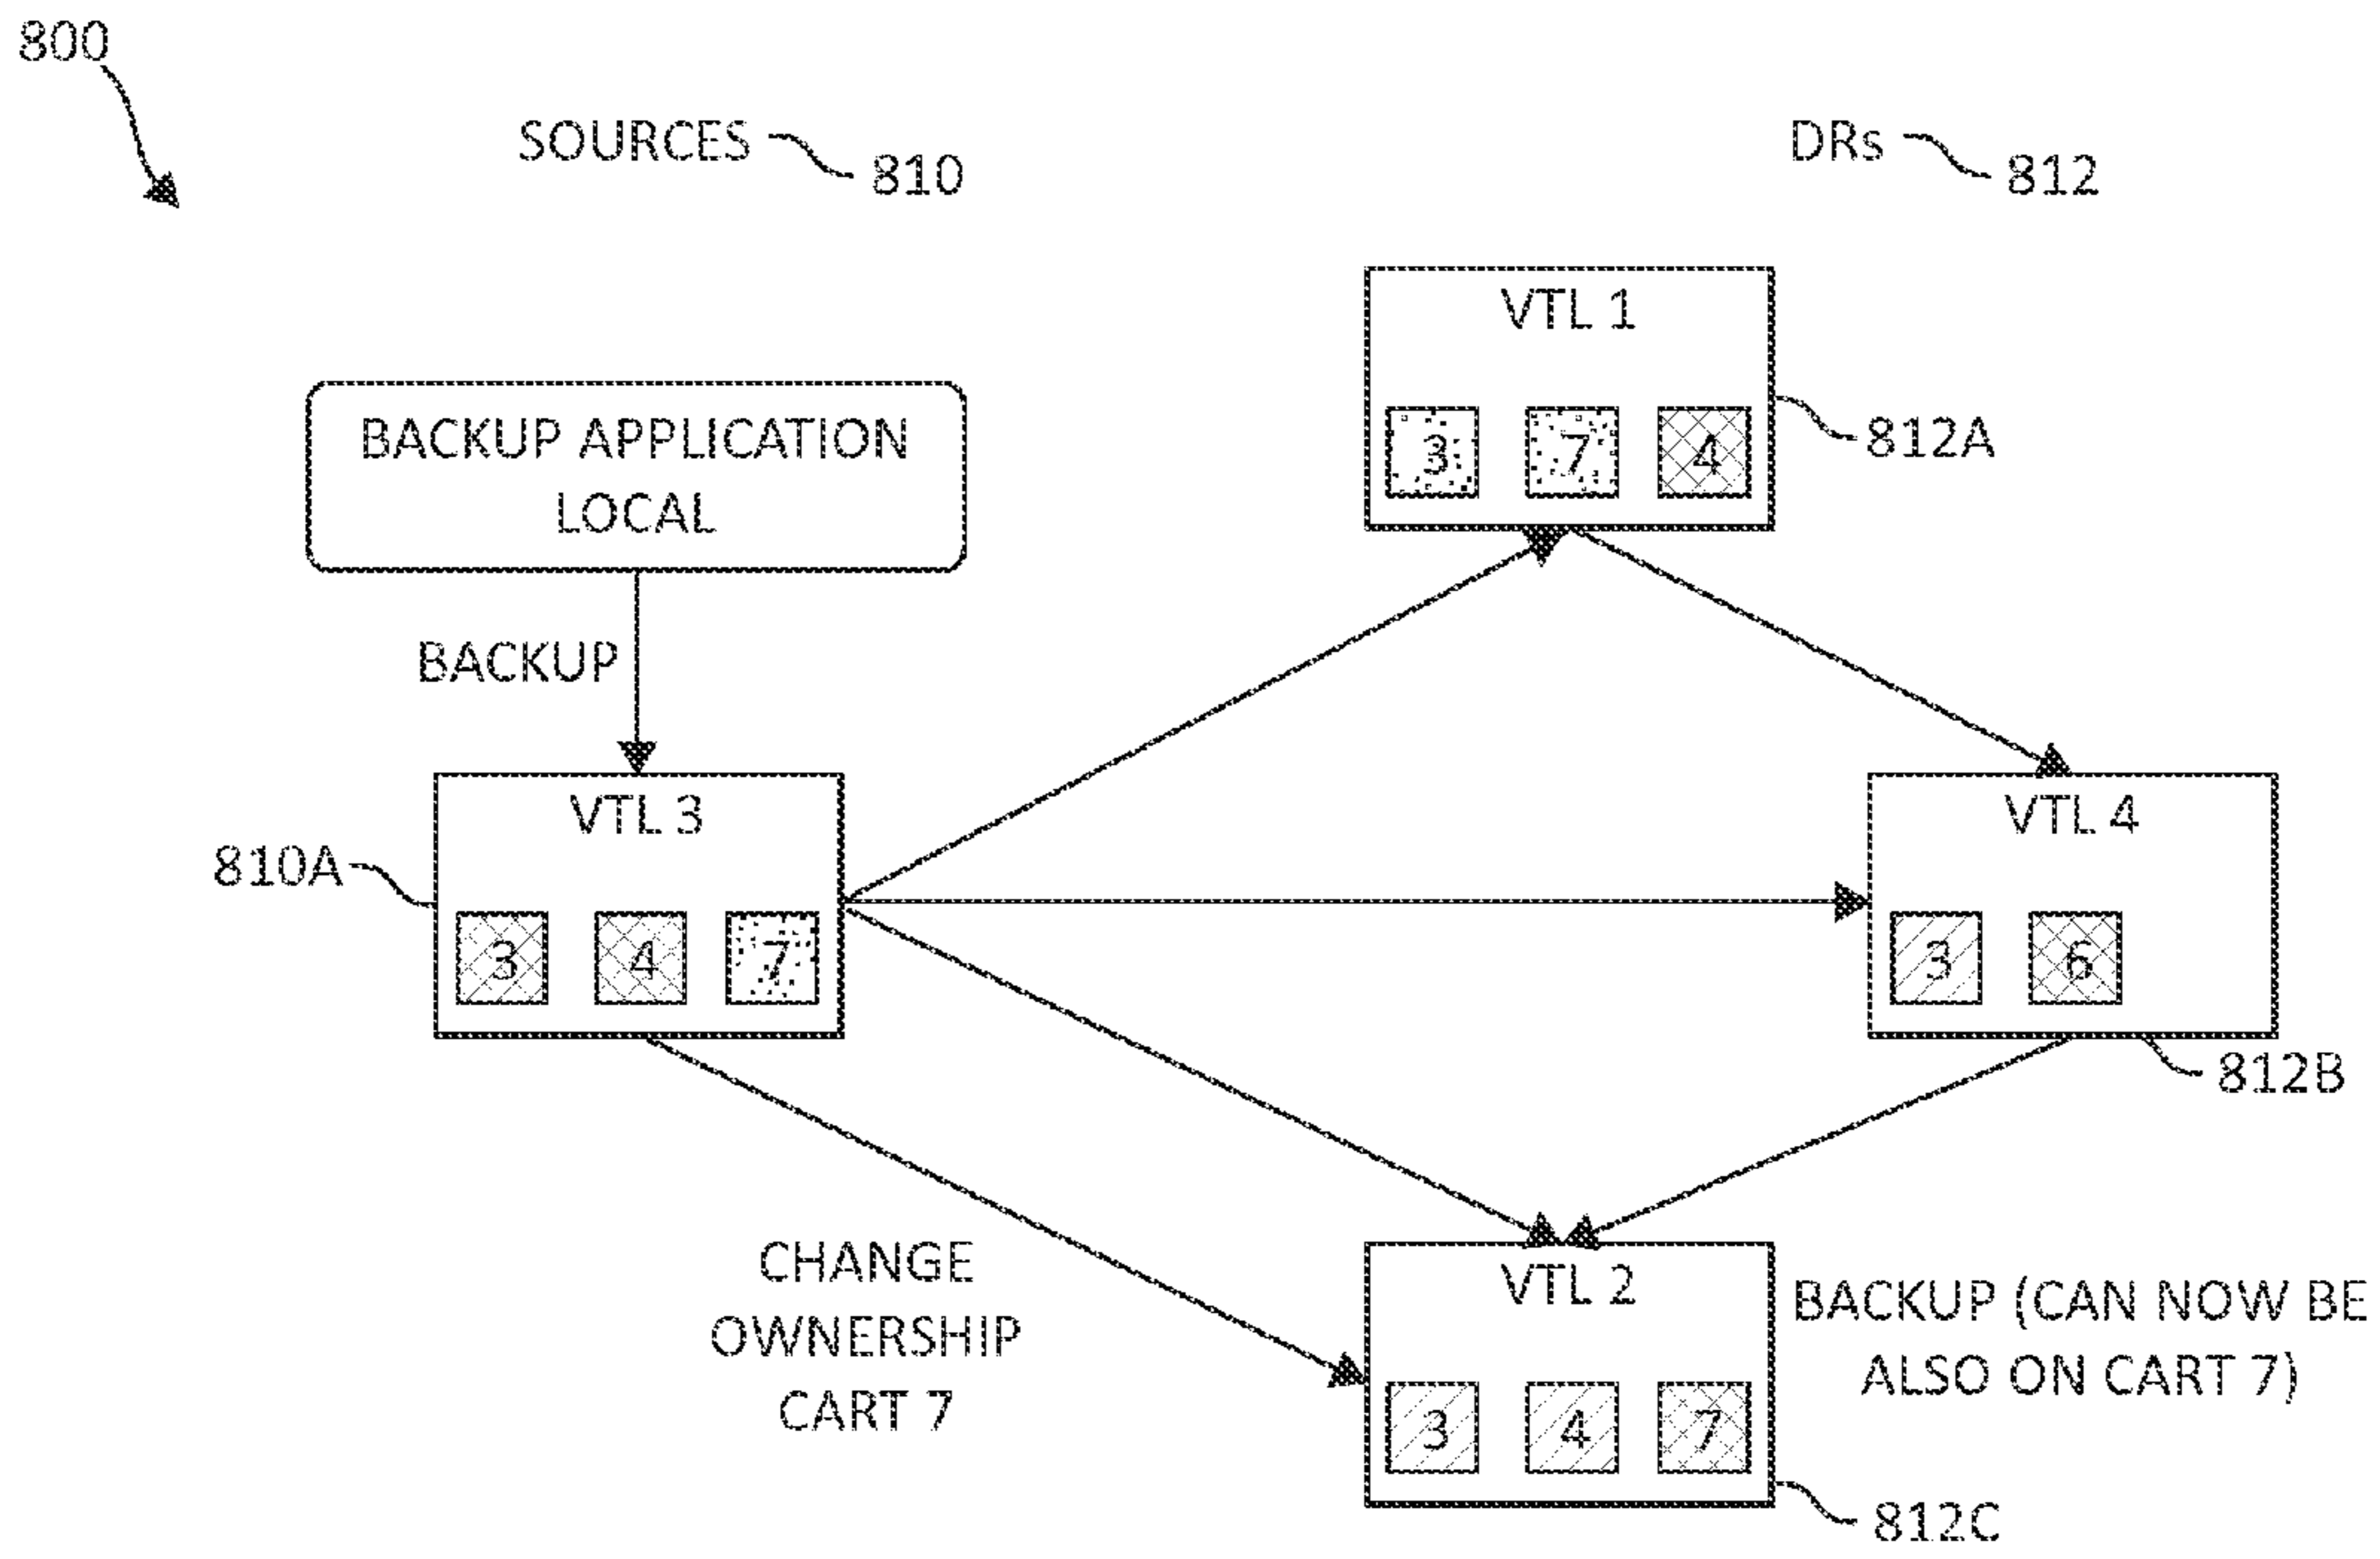 800
SOURCES 810
DRs 812
VTL 1
3 7 4
812A
BACKUP APPLICATION
LOCAL
BACKUP
VTL 3
810A
3 4 7
VTL 4
3 6
812B
CHANGE
OWNERSHIP
CART 7
VTL 2
3 4 7
812C
BACKUP (CAN NOW BE
ALSO ON CART 7)